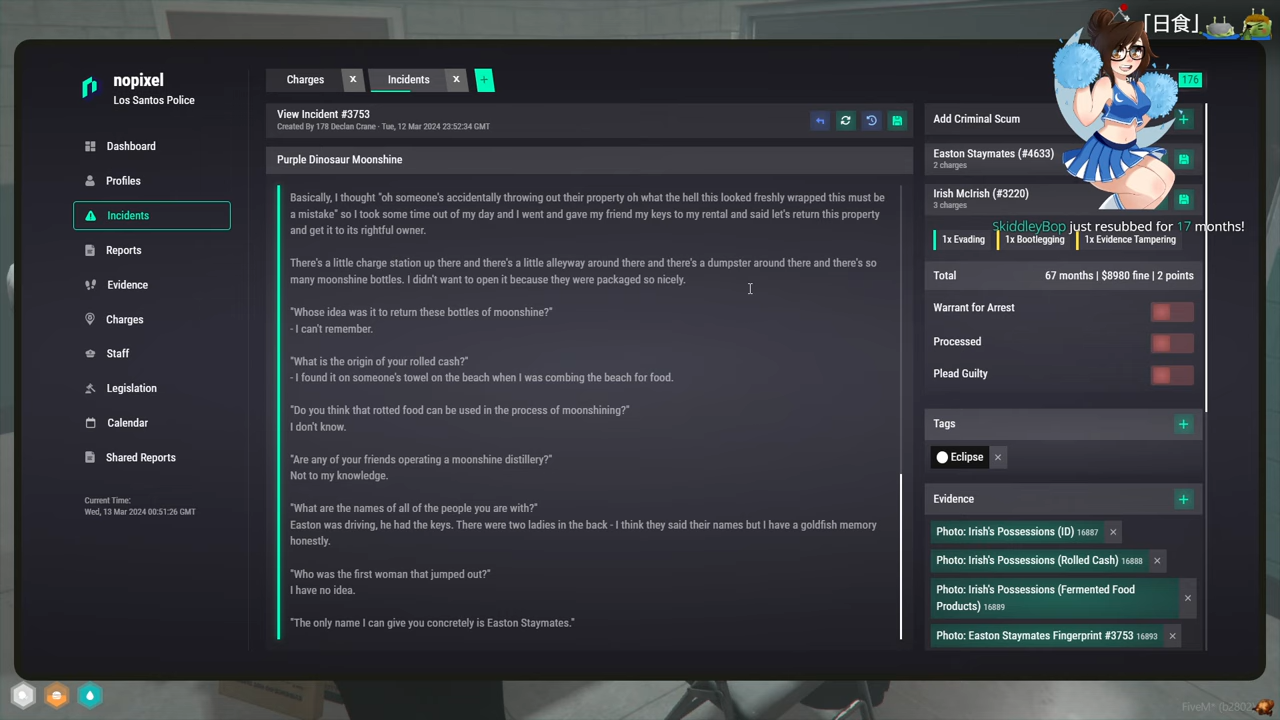 「日食」
nopixel
Los Santos Police
Dashboard
Profiles
Incidents
Reports
Evidence
Charges
Staff
Legislation
Calendar
Shared Reports
Current Time:
Wed, 13 Mar 2024 00:51:26 GMT
Charges x
Incidents x +
176
View Incident #3753
Created By 178 Declan Crane - Tue, 12 Mar 2024 23:52:34 GMT
Purple Dinosaur Moonshine
Basically, I thought "oh someone's accidentally throwing out their property oh what the hell this looked freshly wrapped this must be
a mistake" so I took some time out of my day and I went and gave my friend my keys to my rental and said let's return this property
and get it to its rightful owner.
There's a little charge station up there and there's a little alleyway around there and there's a dumpster around there and there's so
many moonshine bottles. I didn't want to open it because they were packaged so nicely.
"Whose idea was it to return these bottles of moonshine?"
- I can't remember.
"What is the origin of your rolled cash?"
- I found it on someone's towel on the beach when I was combing the beach for food.
"Do you think that rotted food can be used in the process of moonshining?"
I don't know.
"Are any of your friends operating a moonshine distillery?"
Not to my knowledge.
"What are the names of all of the people you are with?"
Easton was driving, he had the keys. There were two ladies in the back - I think they said their names but I have a goldfish memory
honestly.
"Who was the first woman that jumped out?"
I have no idea.
"The only name I can give you concretely is Easton Staymates."
Add Criminal Scum +
Easton Staymates (#4633)
2 charges
Irish McIrish (#3220)
3 charges
SkiddleyBop just resubbed for 17 months!
1x Evading 1x Bootlegging 1x Evidence Tampering
Total 67 months | $8980 fine | 2 points
Warrant for Arrest
Processed
Plead Guilty
Tags +
Eclipse x
Evidence +
Photo: Irish's Possessions (ID) 16887 x
Photo: Irish's Possessions (Rolled Cash) 16888 x
Photo: Irish's Possessions (Fermented Food
Products) 16889 x
Photo: Easton Staymates Fingerprint #3753 16893 x